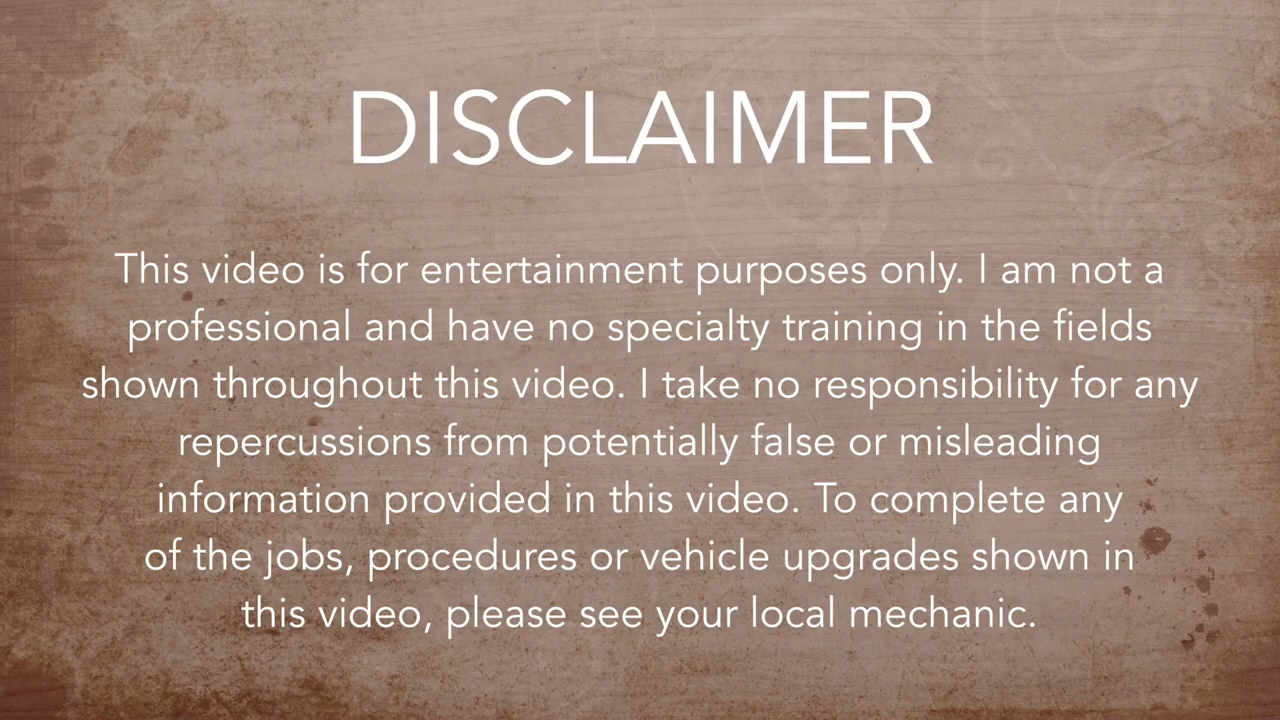 DISCLAIMER
This video is for entertainment purposes only. I am not a
professional and have no specialty training in the fields
shown throughout this video. I take no responsibility for any
repercussions from potentially false or misleading
information provided in this video. To complete any
of the jobs, procedures or vehicle upgrades shown in
this video, please see your local mechanic.